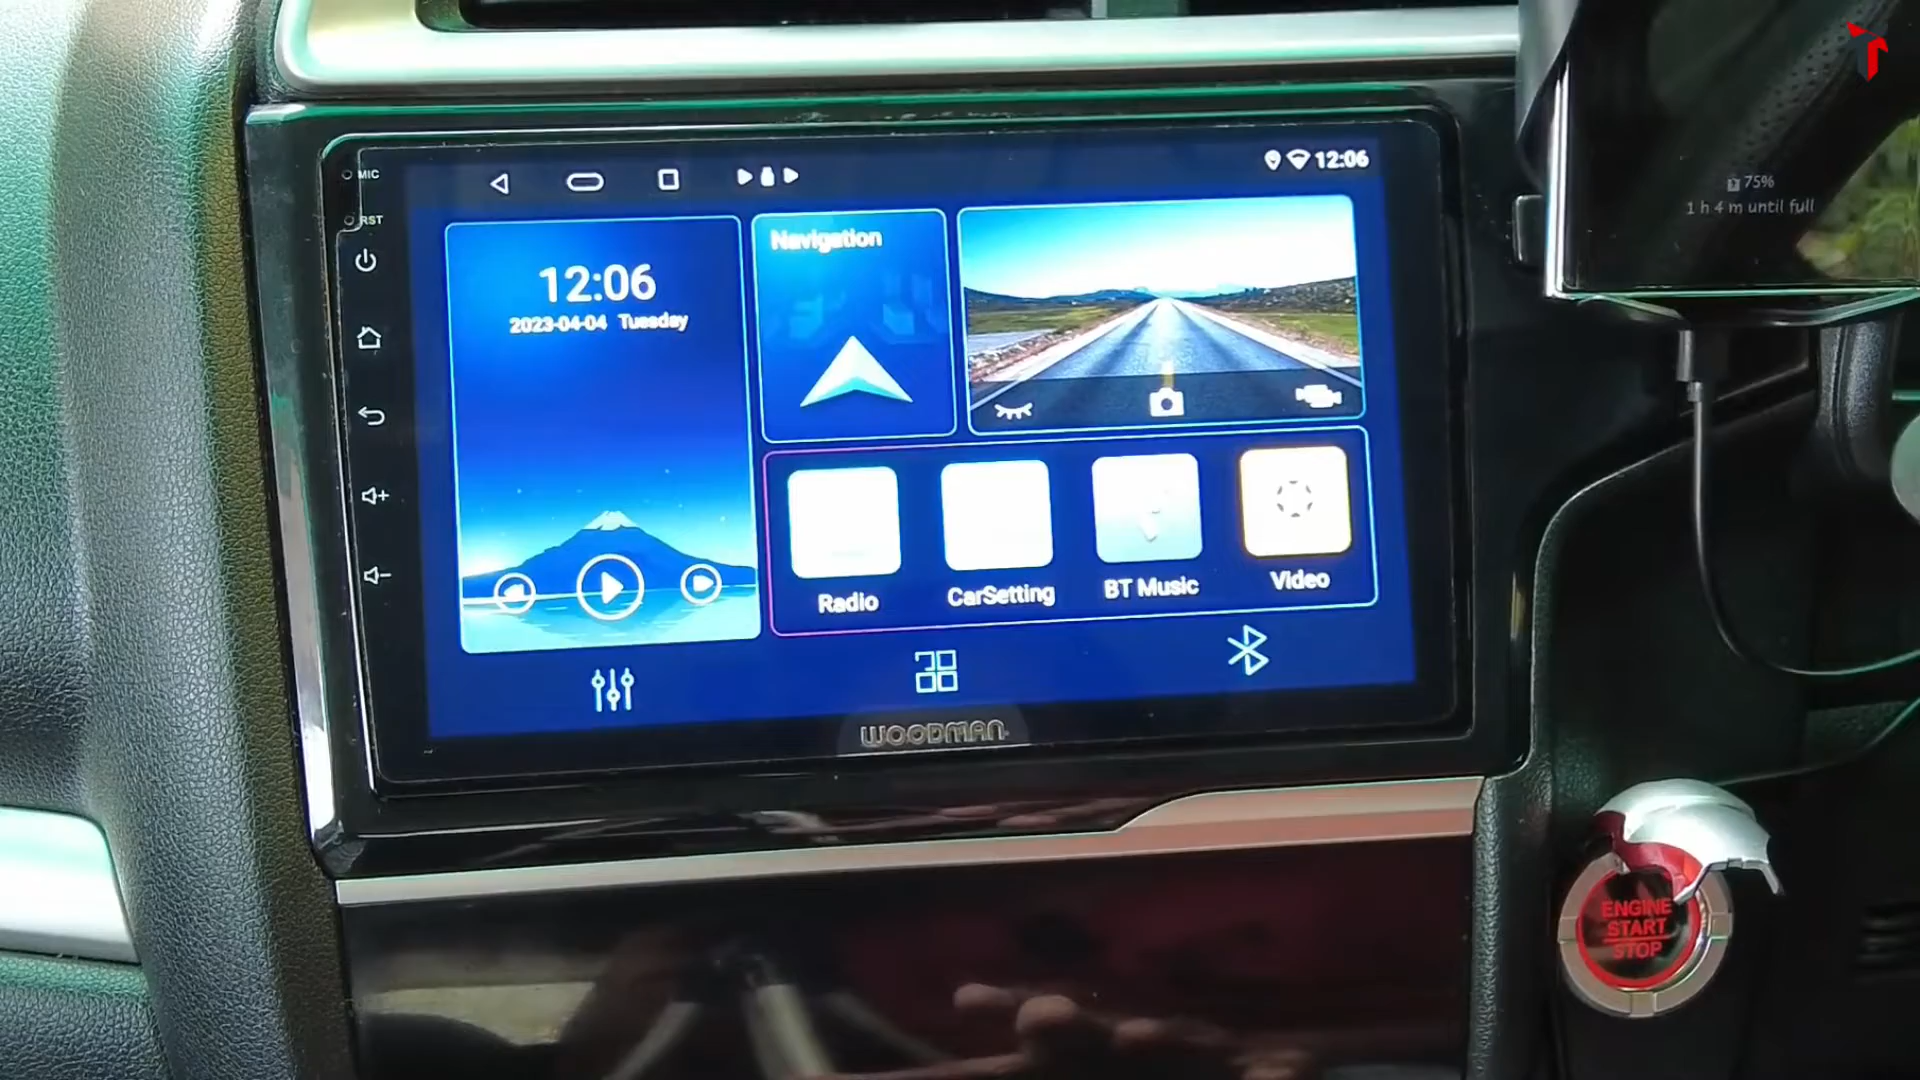 MIC
RST
12:06
12:06
2023-04-04 Tuesday
Navigation
Radio
CarSetting
BT Music
Video
WOODMAN
75%
1 h 4 m until full
ENGINE
START
STOP